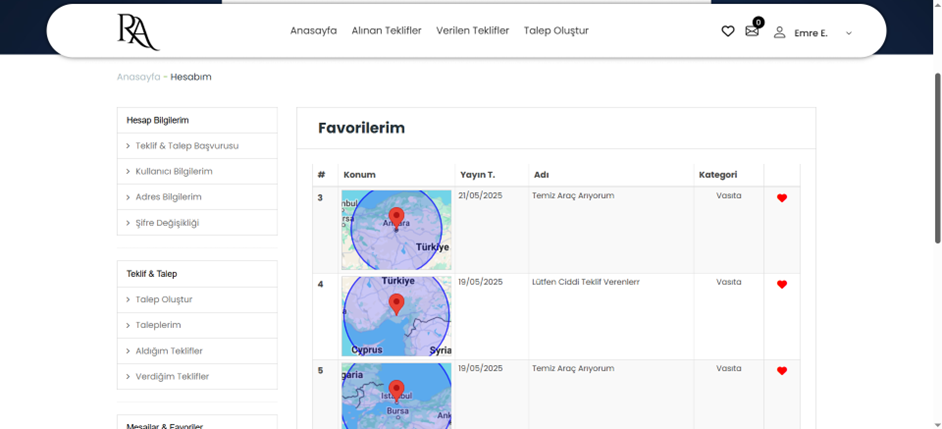 RA
Anasayfa Alınan Teklifler Verilen Teklifler Talep Oluştur
0
Emre E.
Anasayfa - Hesabım
Hesap Bilgilerim
> Teklif & Talep Başvurusu
> Kullanıcı Bilgilerim
> Adres Bilgilerim
> Şifre Değişikliği
Teklif & Talep
> Talep Oluştur
> Taleplerim
> Aldığım Teklifler
> Verdiğim Teklifler
Mesajlar & Favoriler
Favorilerim
# Konum Yayın T. Adı Kategori
3 21/05/2025 Temiz Araç Arıyorum Vasıta
Ankara
Türkiye
4 19/05/2025 Lütfen Ciddi Teklif Verenlerr Vasıta
Türkiye
Cyprus Syria
5 19/05/2025 Temiz Araç Arıyorum Vasıta
Istanbul
Bursa